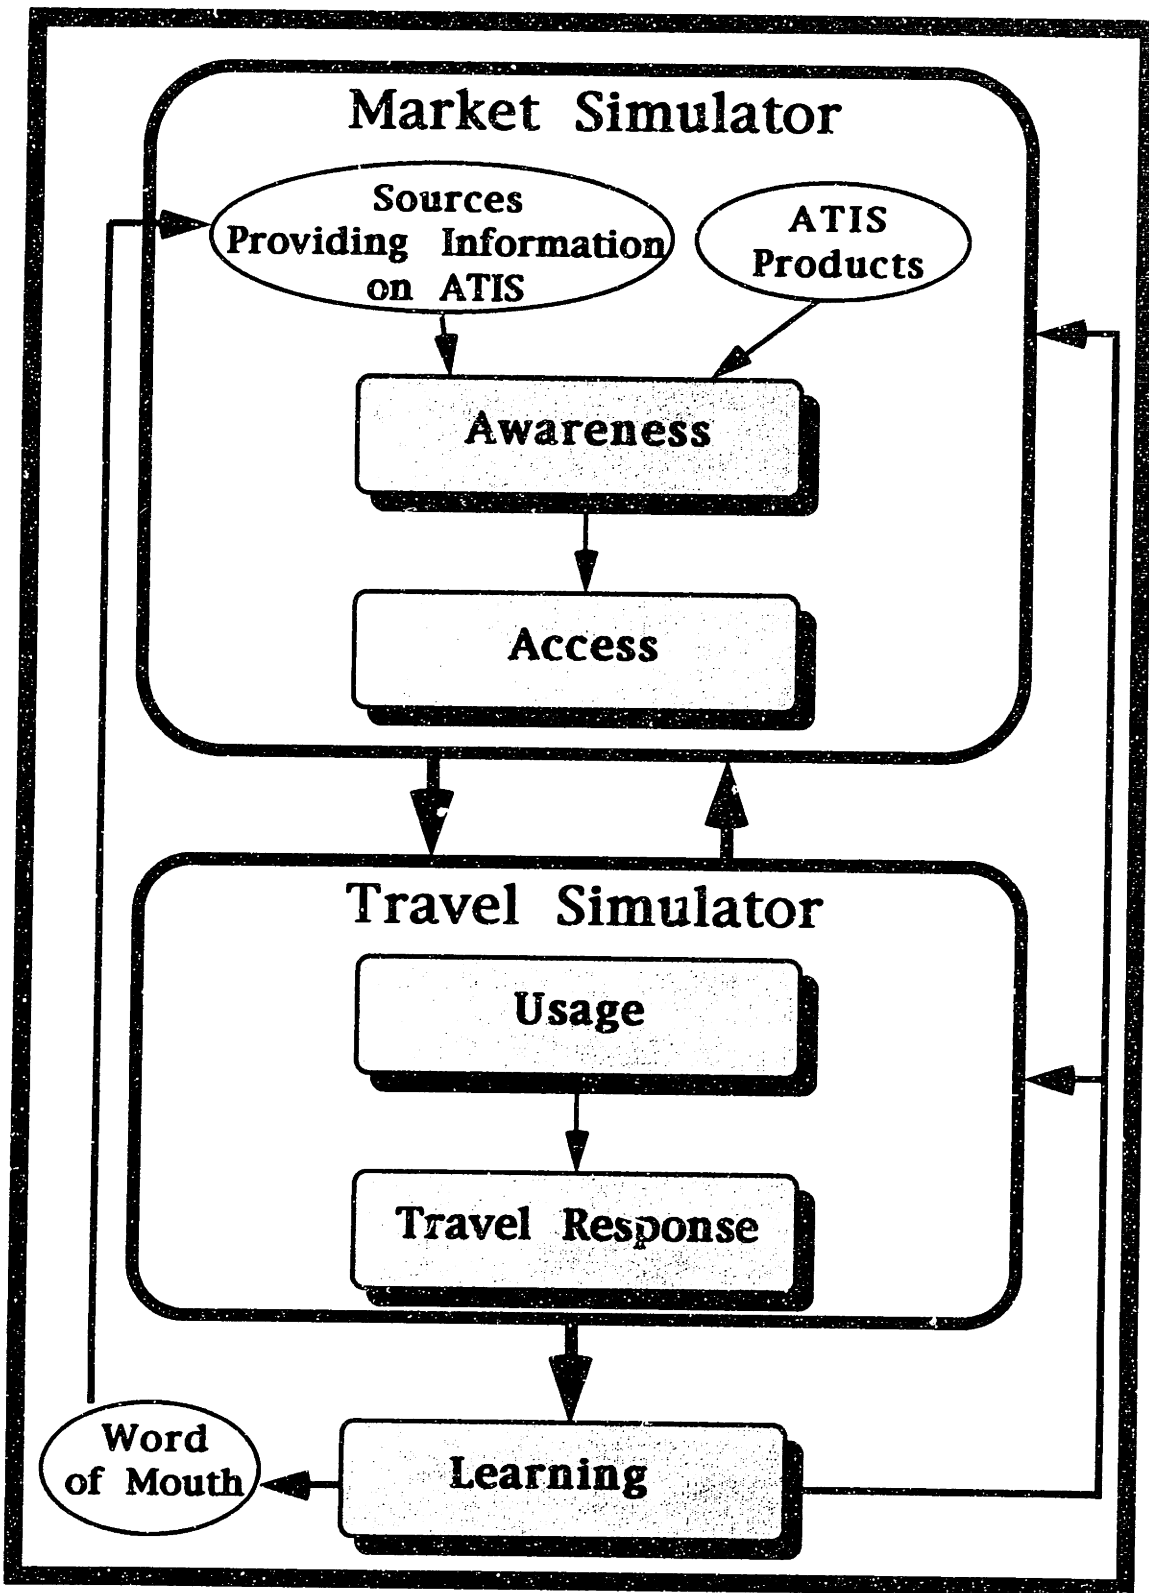 Market Simulator
Sources
Providing Information
on ATIS
ATIS
Products
Awareness
Access
Travel Simulator
Usage
Travel Response
Learning
Word
of Mouth